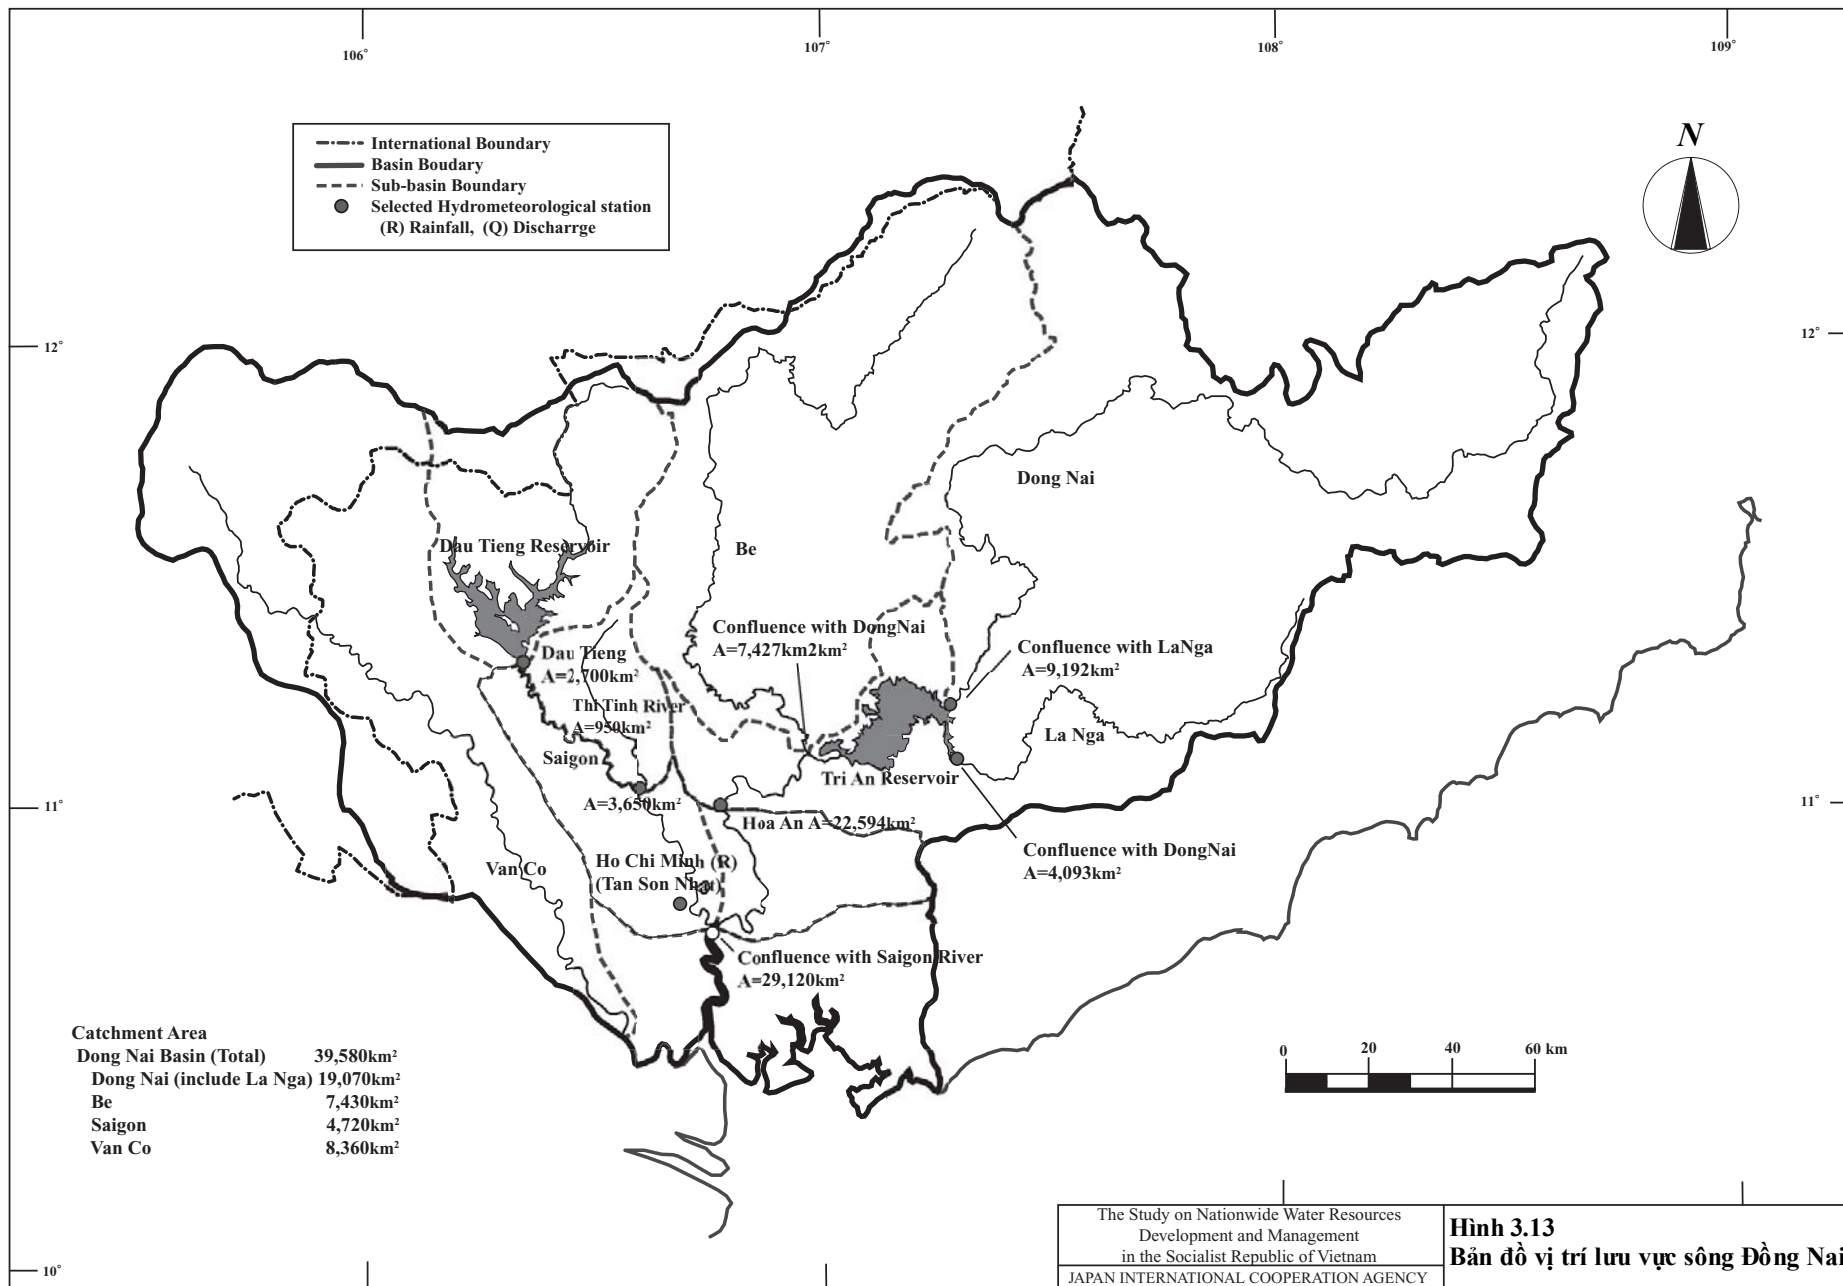 106°
107°
108°
109°
N
International Boundary
Basin Boudary
Sub-basin Boundary
Selected Hydrometeorological station
(R) Rainfall, (Q) Discharrge
12°
12°
Dong Nai
Dau Tieng Reservoir
Be
Confluence with DongNai
A=7,427km2km²
Confluence with LaNga
A=9,192km²
Dau Tieng
A=2,700km²
Thi Tinh River
A=950km²
La Nga
Saigon
Tri An Reservoir
A=3,650km²
11°
11°
Hoa An A=22,594km²
Confluence with DongNai
A=4,093km²
Van Co
Ho Chi Minh (R)
(Tan Son Nhat)
Confluence with Saigon River
A=29,120km²
Catchment Area
Dong Nai Basin (Total) 39,580km²
Dong Nai (include La Nga) 19,070km²
Be 7,430km²
Saigon 4,720km²
Van Co 8,360km²
0 20 40 60 km
10°
The Study on Nationwide Water Resources
Development and Management
in the Socialist Republic of Vietnam
JAPAN INTERNATIONAL COOPERATION AGENCY
Hình 3.13
Bản đồ vị trí lưu vực sông Đồng Nai